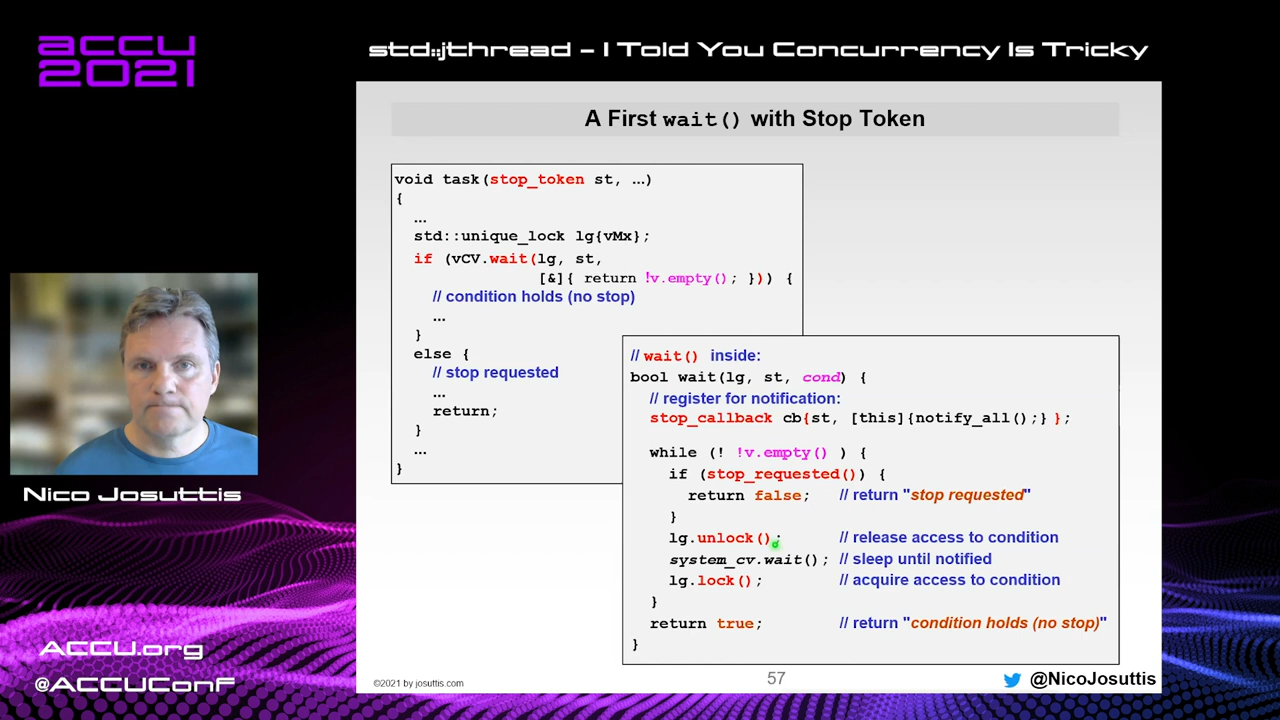 accu
2021
std::jthread – I Told You Concurrency Is Tricky
A First wait() with Stop Token
void task(stop_token st, …)
{
…
std::unique_lock lg{vMx};
if (vCV.wait(lg, st,
[&]{ return !v.empty(); })) {
// condition holds (no stop)
…
}
else {
// stop requested
…
return;
}
…
}
// wait() inside:
bool wait(lg, st, cond) {
// register for notification:
stop_callback cb{st, [this]{notify_all();} };
while (! !v.empty() ) {
if (stop_requested()) {
return false; // return "stop requested"
}
lg.unlock(); // release access to condition
system_cv.wait(); // sleep until notified
lg.lock(); // acquire access to condition
}
return true; // return "condition holds (no stop)"
}
Nico Josuttis
ACCU.org
@ACCUConf
©2021 by josuttis.com
57
@NicoJosuttis